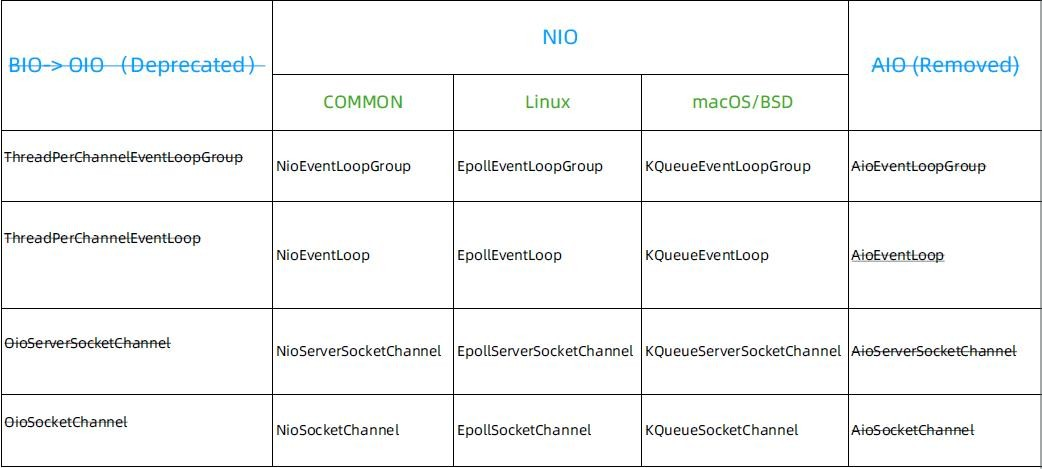 NIO
BIO-> OIO （Deprecated）
AIO (Removed)
COMMON
Linux
macOS/BSD
ThreadPerChannelEventLoopGroup
NioEventLoopGroup
EpollEventLoopGroup
KQueueEventLoopGroup
AioEventLoopGroup
ThreadPerChannelEventLoop
NioEventLoop
EpollEventLoop
KQueueEventLoop
AioEventLoop
OioServerSocketChannel
NioServerSocketChannel
EpollServerSocketChannel
KQueueServerSocketChannel
AioServerSocketChannel
OioSocketChannel
NioSocketChannel
EpollSocketChannel
KQueueSocketChannel
AioSocketChannel